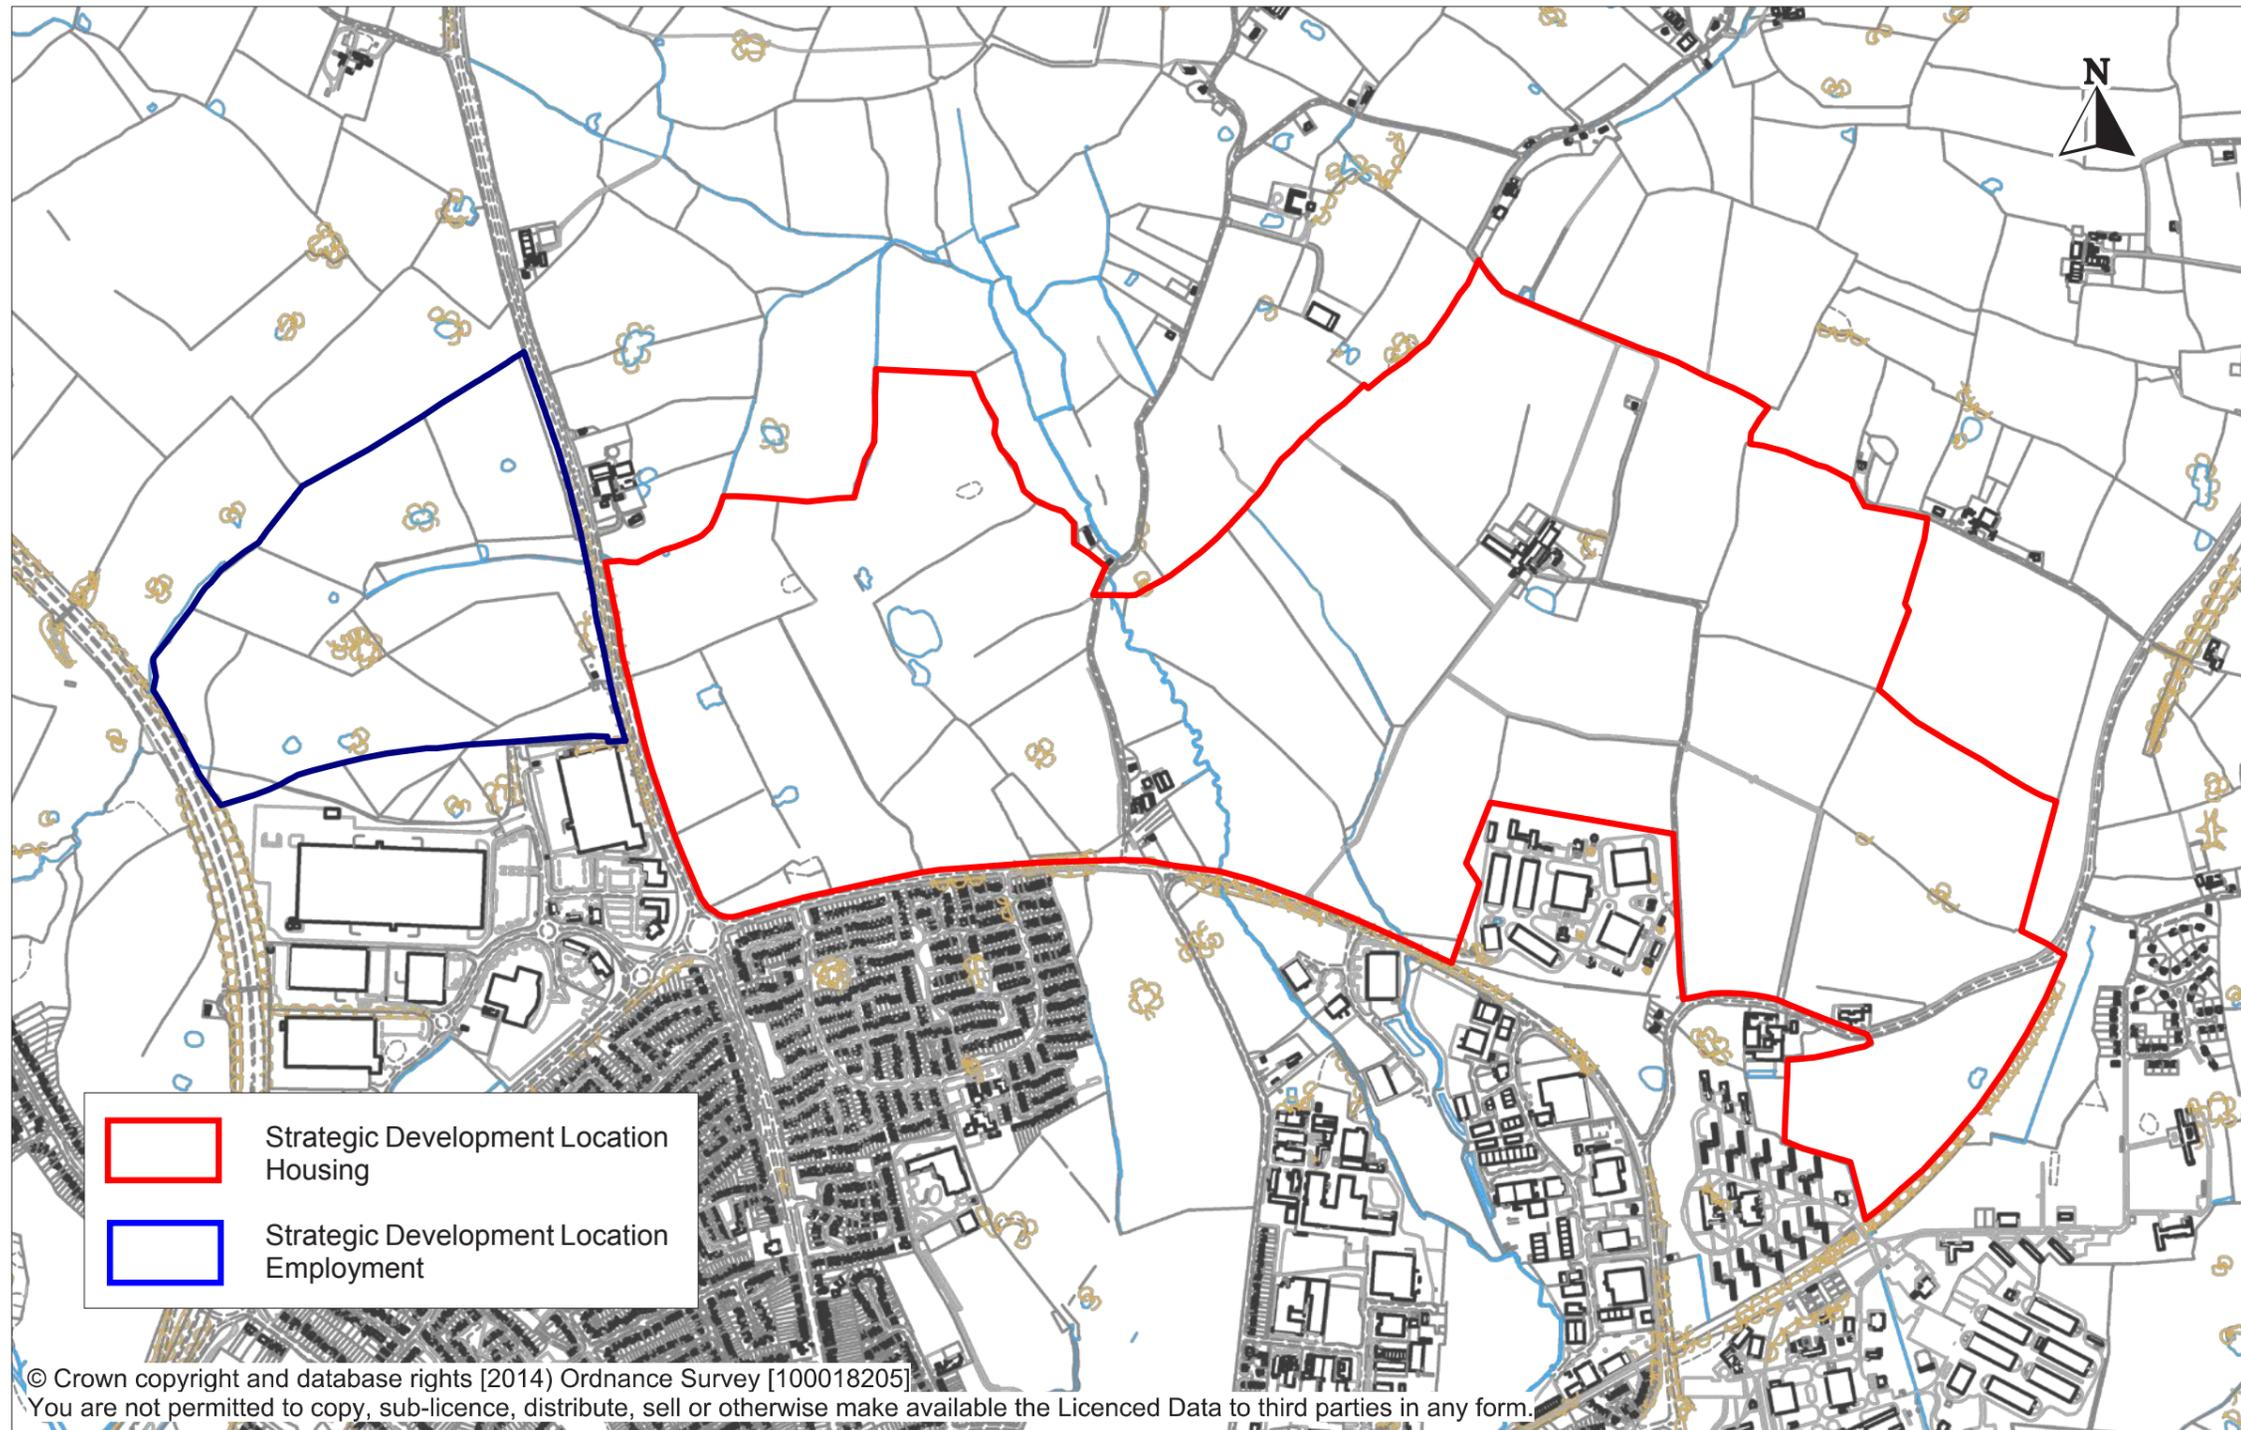 N
Strategic Development Location
Housing
Strategic Development Location
Employment
© Crown copyright and database rights [2014) Ordnance Survey [100018205]
You are not permitted to copy, sub-licence, distribute, sell or otherwise make available the Licenced Data to third parties in any form.